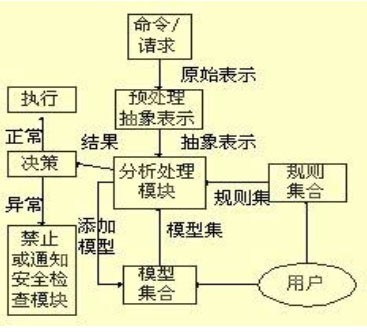 命令/
请求
原始表示
执行
预处理
抽象表示
正常
结果
抽象表示
决策
分析处理
模块
规则
集合
规则集
异常
添加
模型
模型集
禁止
或通知
安全检
查模块
模型
集合
用户